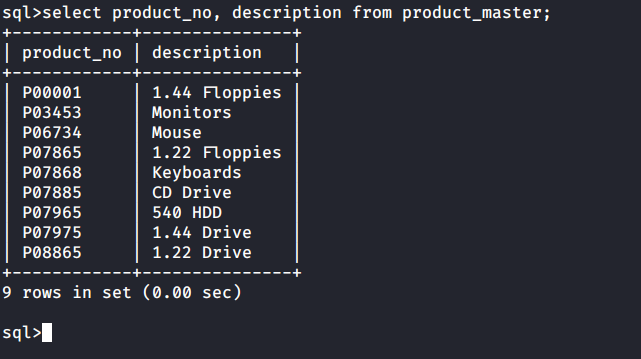 sql>select product_no, description from product_master;
+------------+---------------+
| product_no | description   |
+------------+---------------+
| P00001     | 1.44 Floppies |
| P03453     | Monitors      |
| P06734     | Mouse         |
| P07865     | 1.22 Floppies |
| P07868     | Keyboards     |
| P07885     | CD Drive      |
| P07965     | 540 HDD       |
| P07975     | 1.44 Drive    |
| P08865     | 1.22 Drive    |
+------------+---------------+
9 rows in set (0.00 sec)
sql>